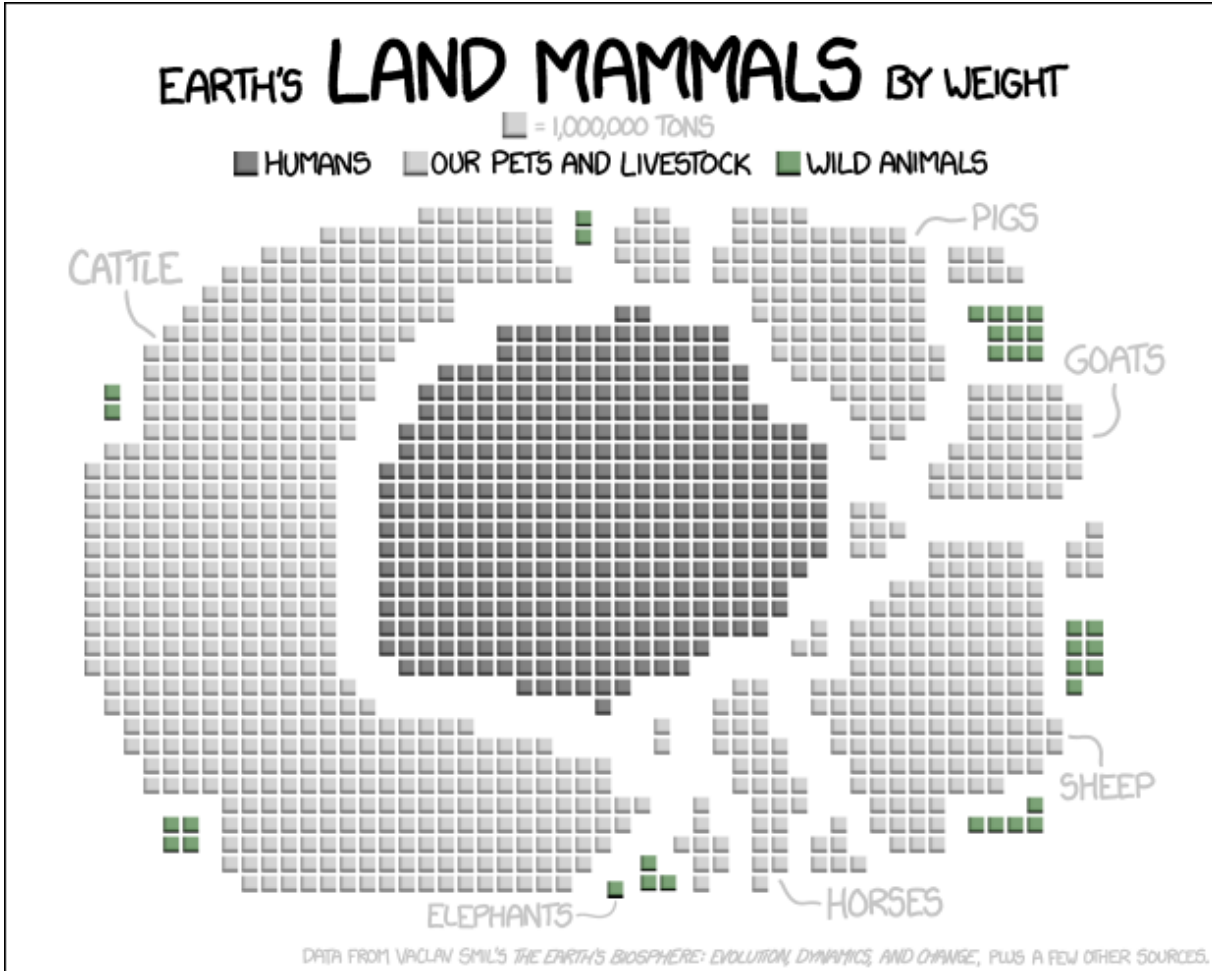 EARTH'S LAND MAMMALS BY WEIGHT
= 1,000,000 TONS
HUMANS OUR PETS AND LIVESTOCK WILD ANIMALS
PIGS
CATTLE
GOATS
SHEEP
HORSES
ELEPHANTS
DATA FROM VACLAV SMIL'S THE EARTH'S BIOSPHERE: EVOLUTION, DYNAMICS, AND CHANGE, PLUS A FEW OTHER SOURCES.